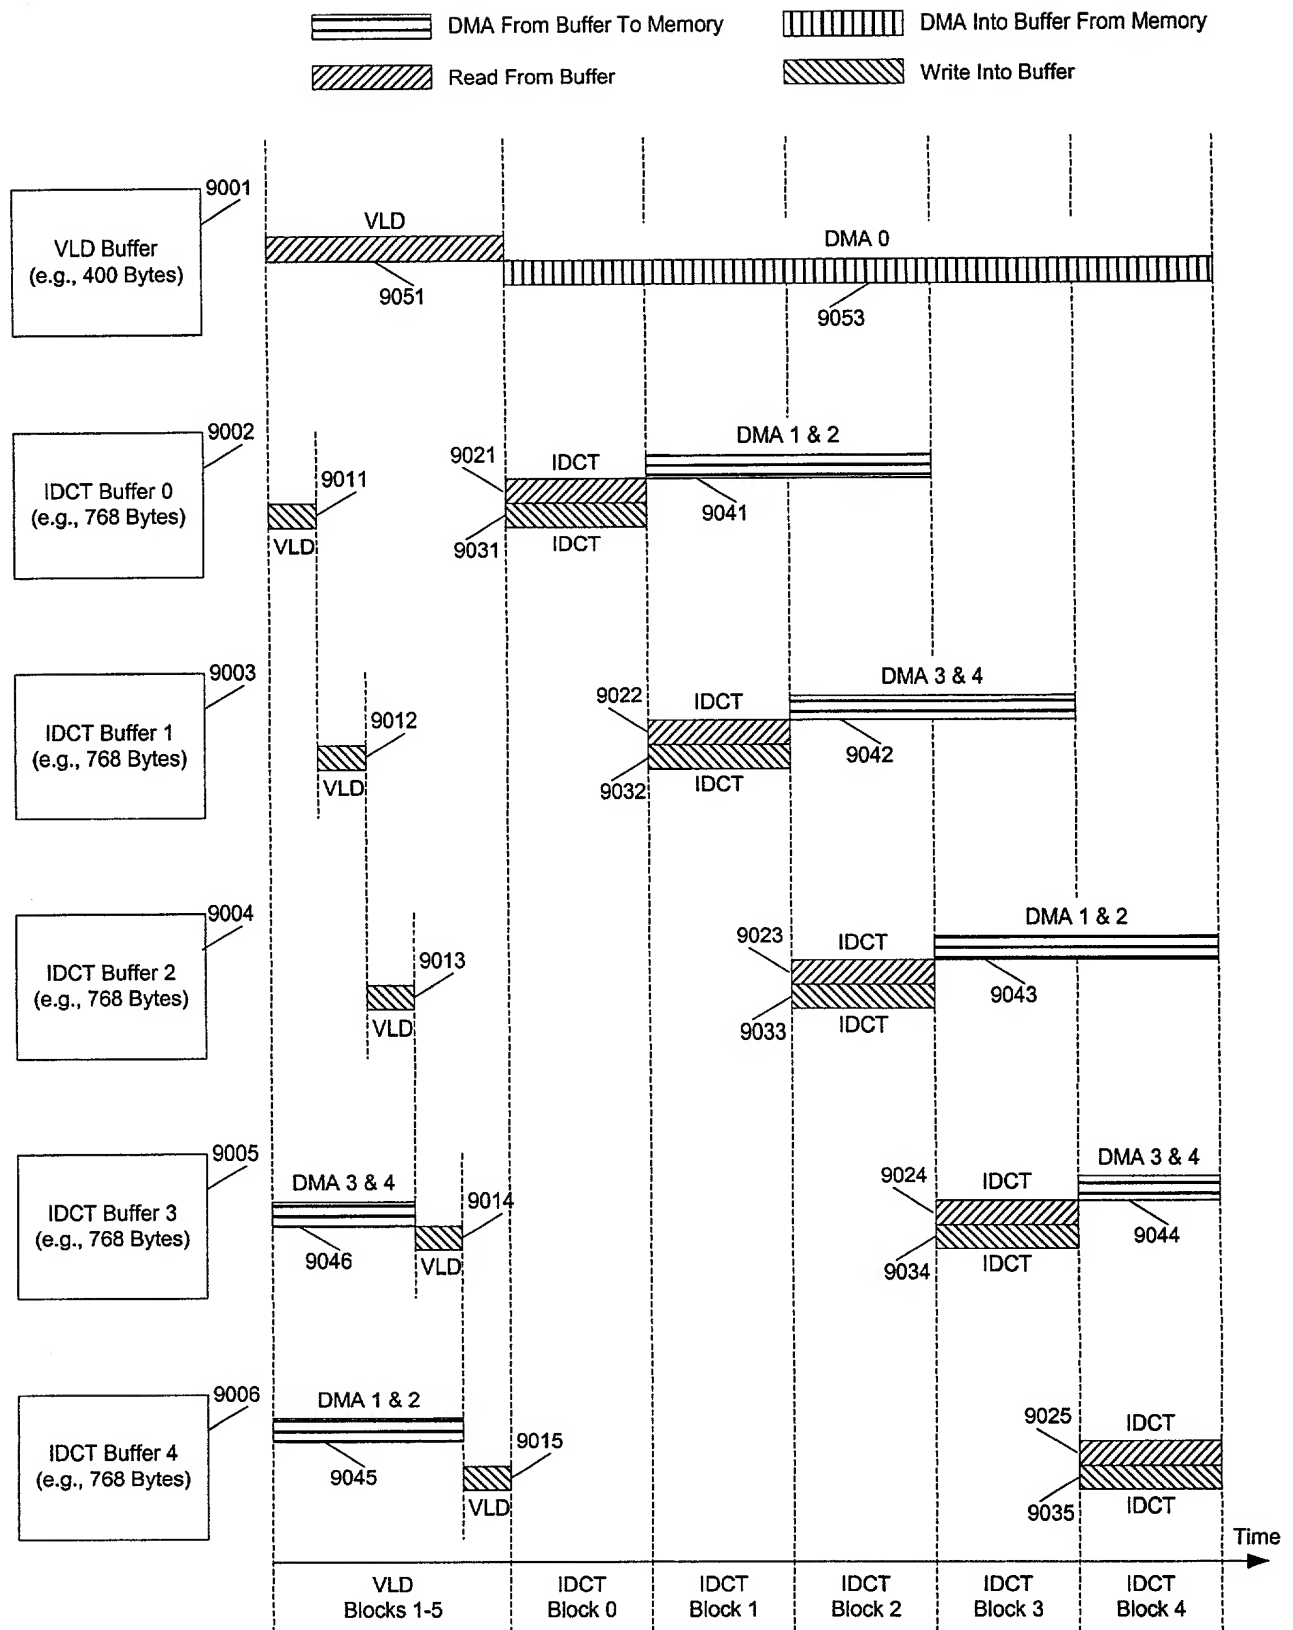 DMA From Buffer To Memory
DMA Into Buffer From Memory
Read From Buffer
Write Into Buffer
9001
VLD Buffer
(e.g., 400 Bytes)
VLD
9051
DMA 0
9053
9002
IDCT Buffer 0
(e.g., 768 Bytes)
9011
VLD
9021
IDCT
9031
IDCT
DMA 1 & 2
9041
9003
IDCT Buffer 1
(e.g., 768 Bytes)
9012
VLD
9022
IDCT
9032
IDCT
DMA 3 & 4
9042
9004
IDCT Buffer 2
(e.g., 768 Bytes)
9013
VLD
9023
IDCT
9033
IDCT
DMA 1 & 2
9043
9005
IDCT Buffer 3
(e.g., 768 Bytes)
DMA 3 & 4
9046
9014
VLD
9024
IDCT
9034
IDCT
DMA 3 & 4
9044
9006
IDCT Buffer 4
(e.g., 768 Bytes)
DMA 1 & 2
9045
9015
VLD
9025
IDCT
9035
IDCT
Time
VLD
Blocks 1-5
IDCT
Block 0
IDCT
Block 1
IDCT
Block 2
IDCT
Block 3
IDCT
Block 4